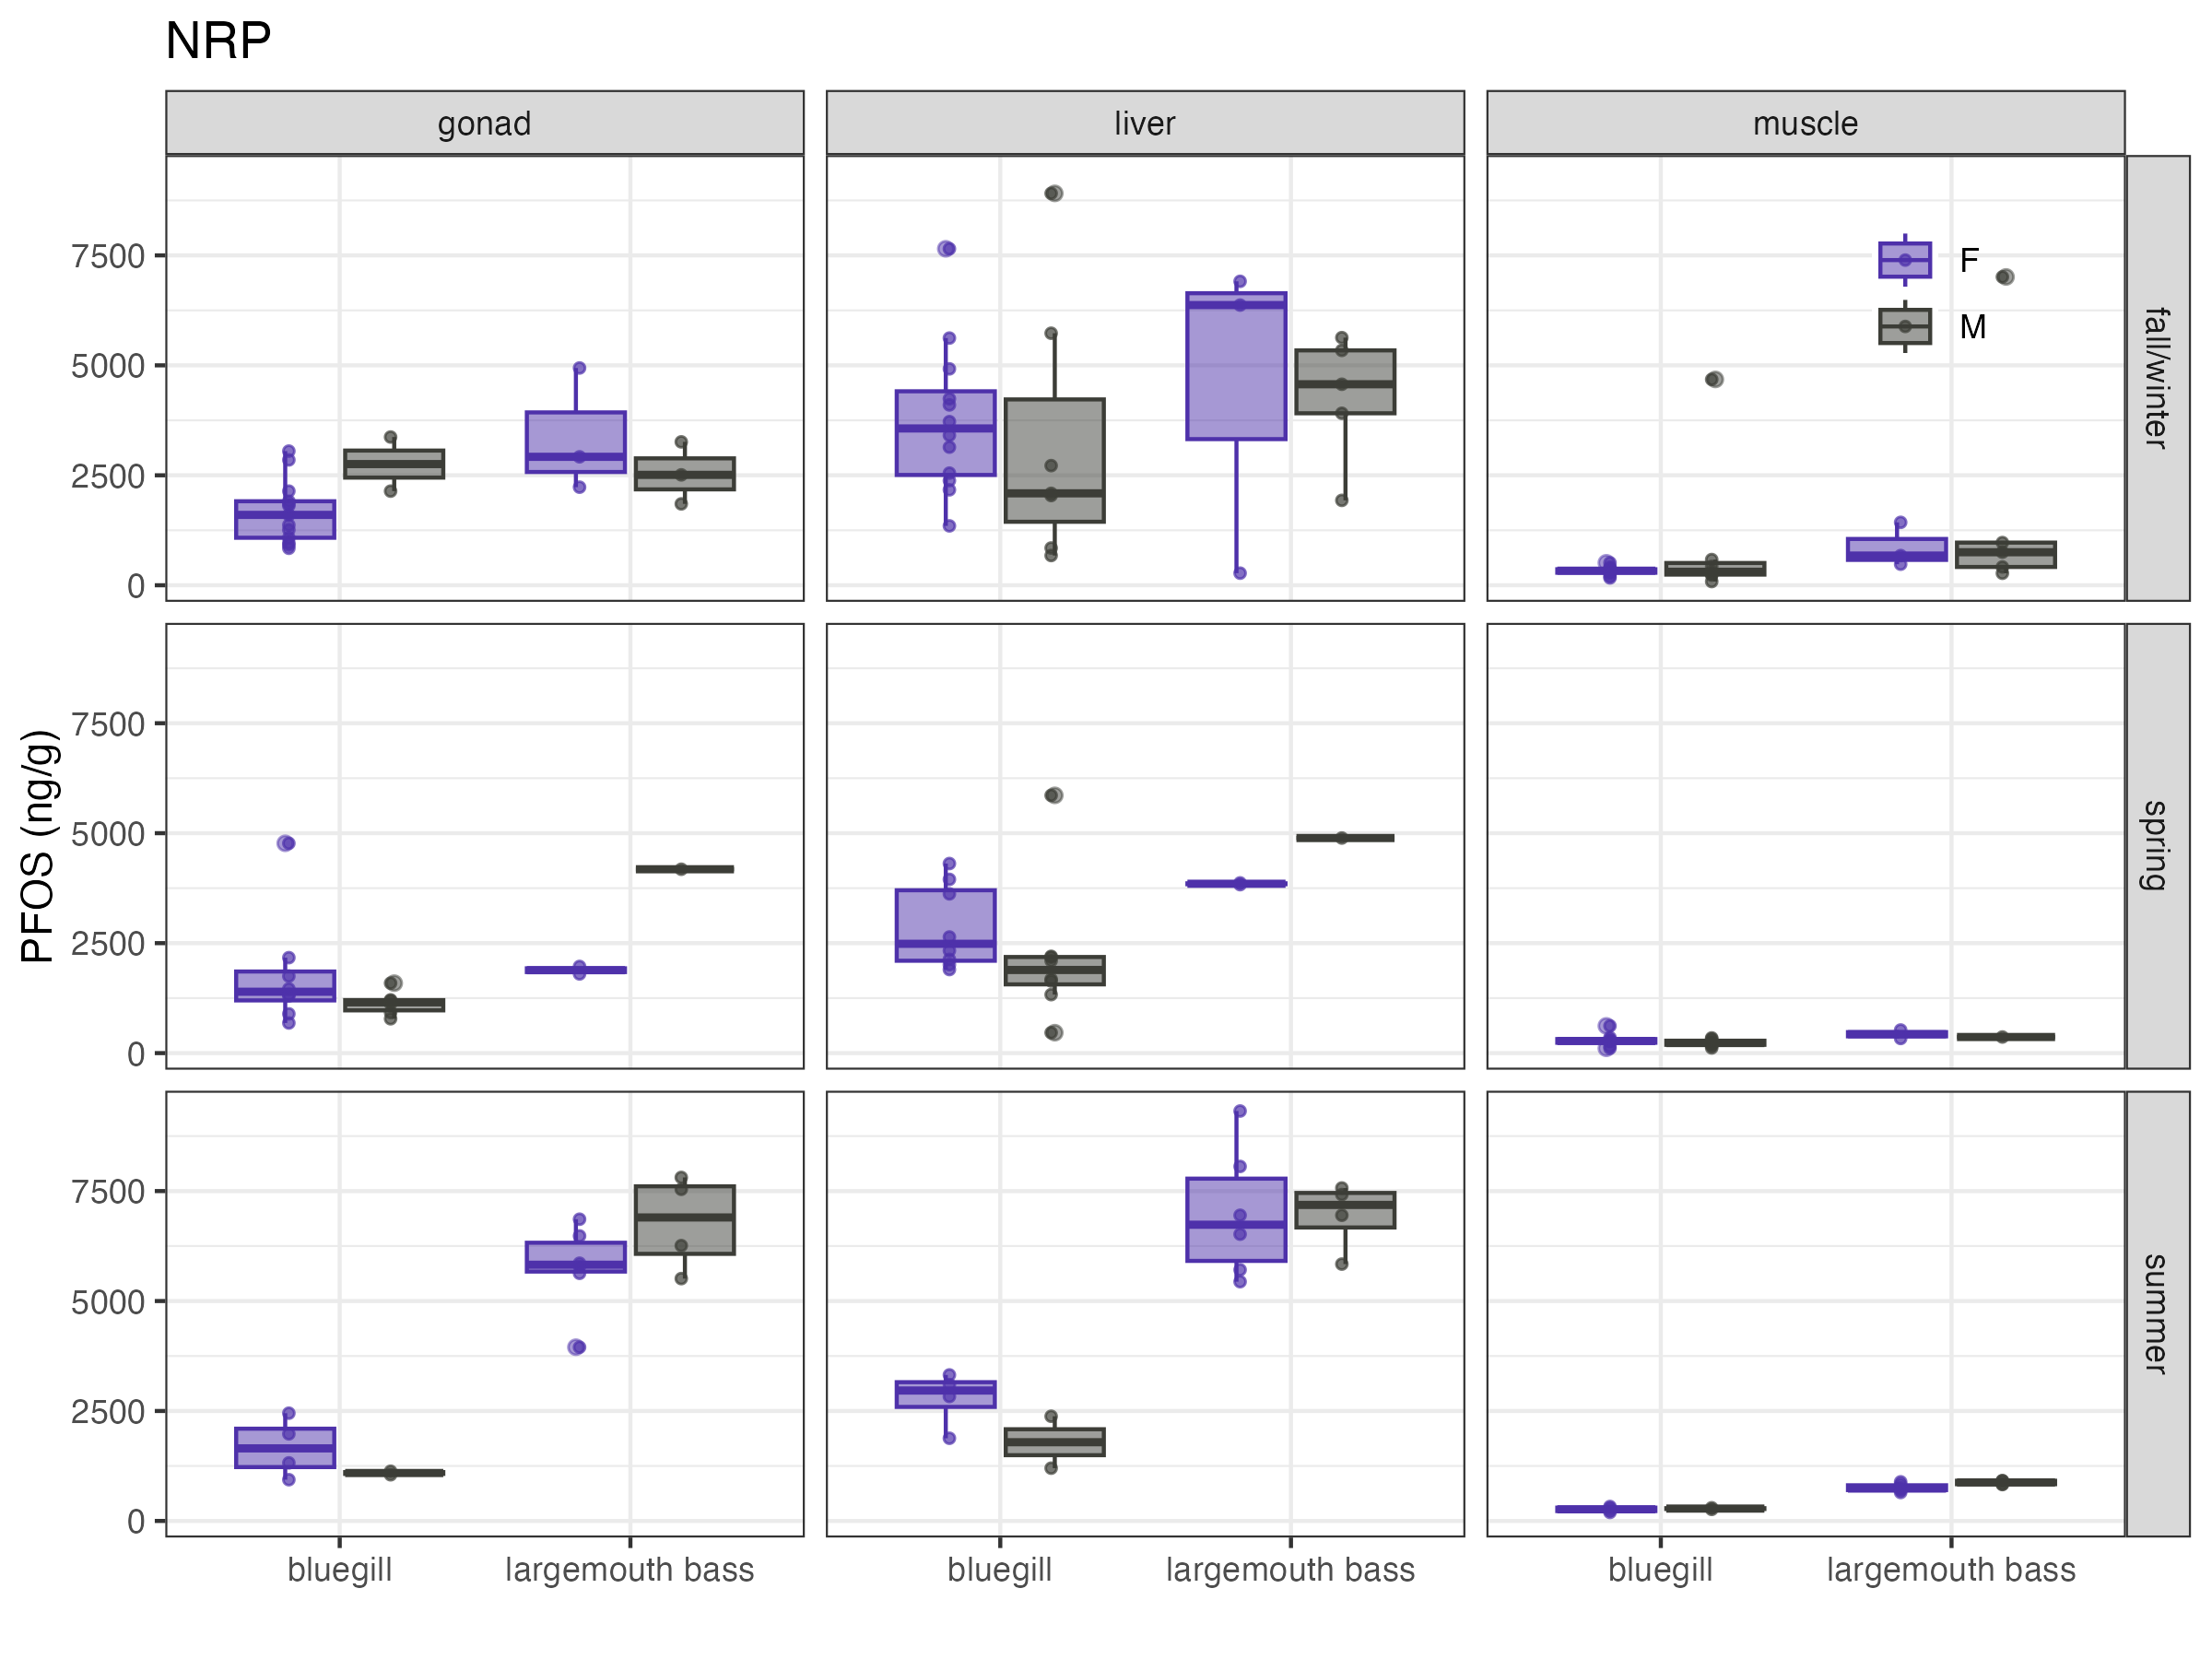 NRP
gonad
liver
muscle
fall/winter
spring
summer
PFOS (ng/g)
7500
5000
2500
0
7500
5000
2500
0
7500
5000
2500
0
F
M
bluegill
largemouth bass
bluegill
largemouth bass
bluegill
largemouth bass